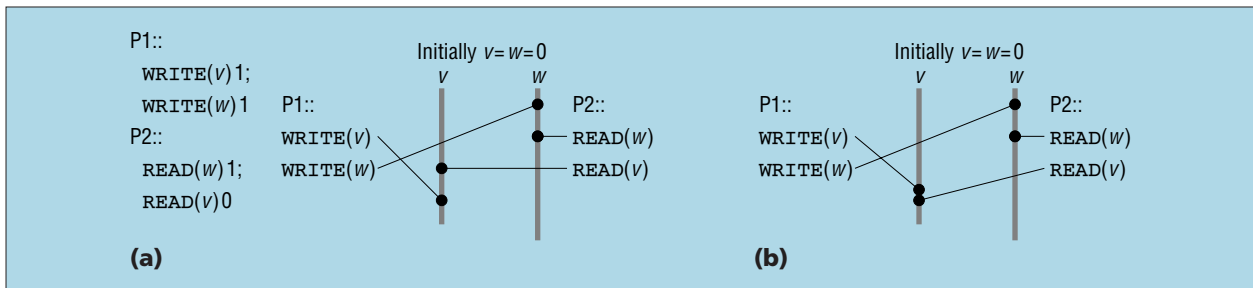 P1::
WRITE(v)1;
WRITE(w)1
P2::
READ(w)1;
READ(v)0
Initially v=w=0
v w
P1::
WRITE(v)
WRITE(w)
P2::
READ(w)
READ(v)
(a)
Initially v=w=0
v w
P1::
WRITE(v)
WRITE(w)
P2::
READ(w)
READ(v)
(b)